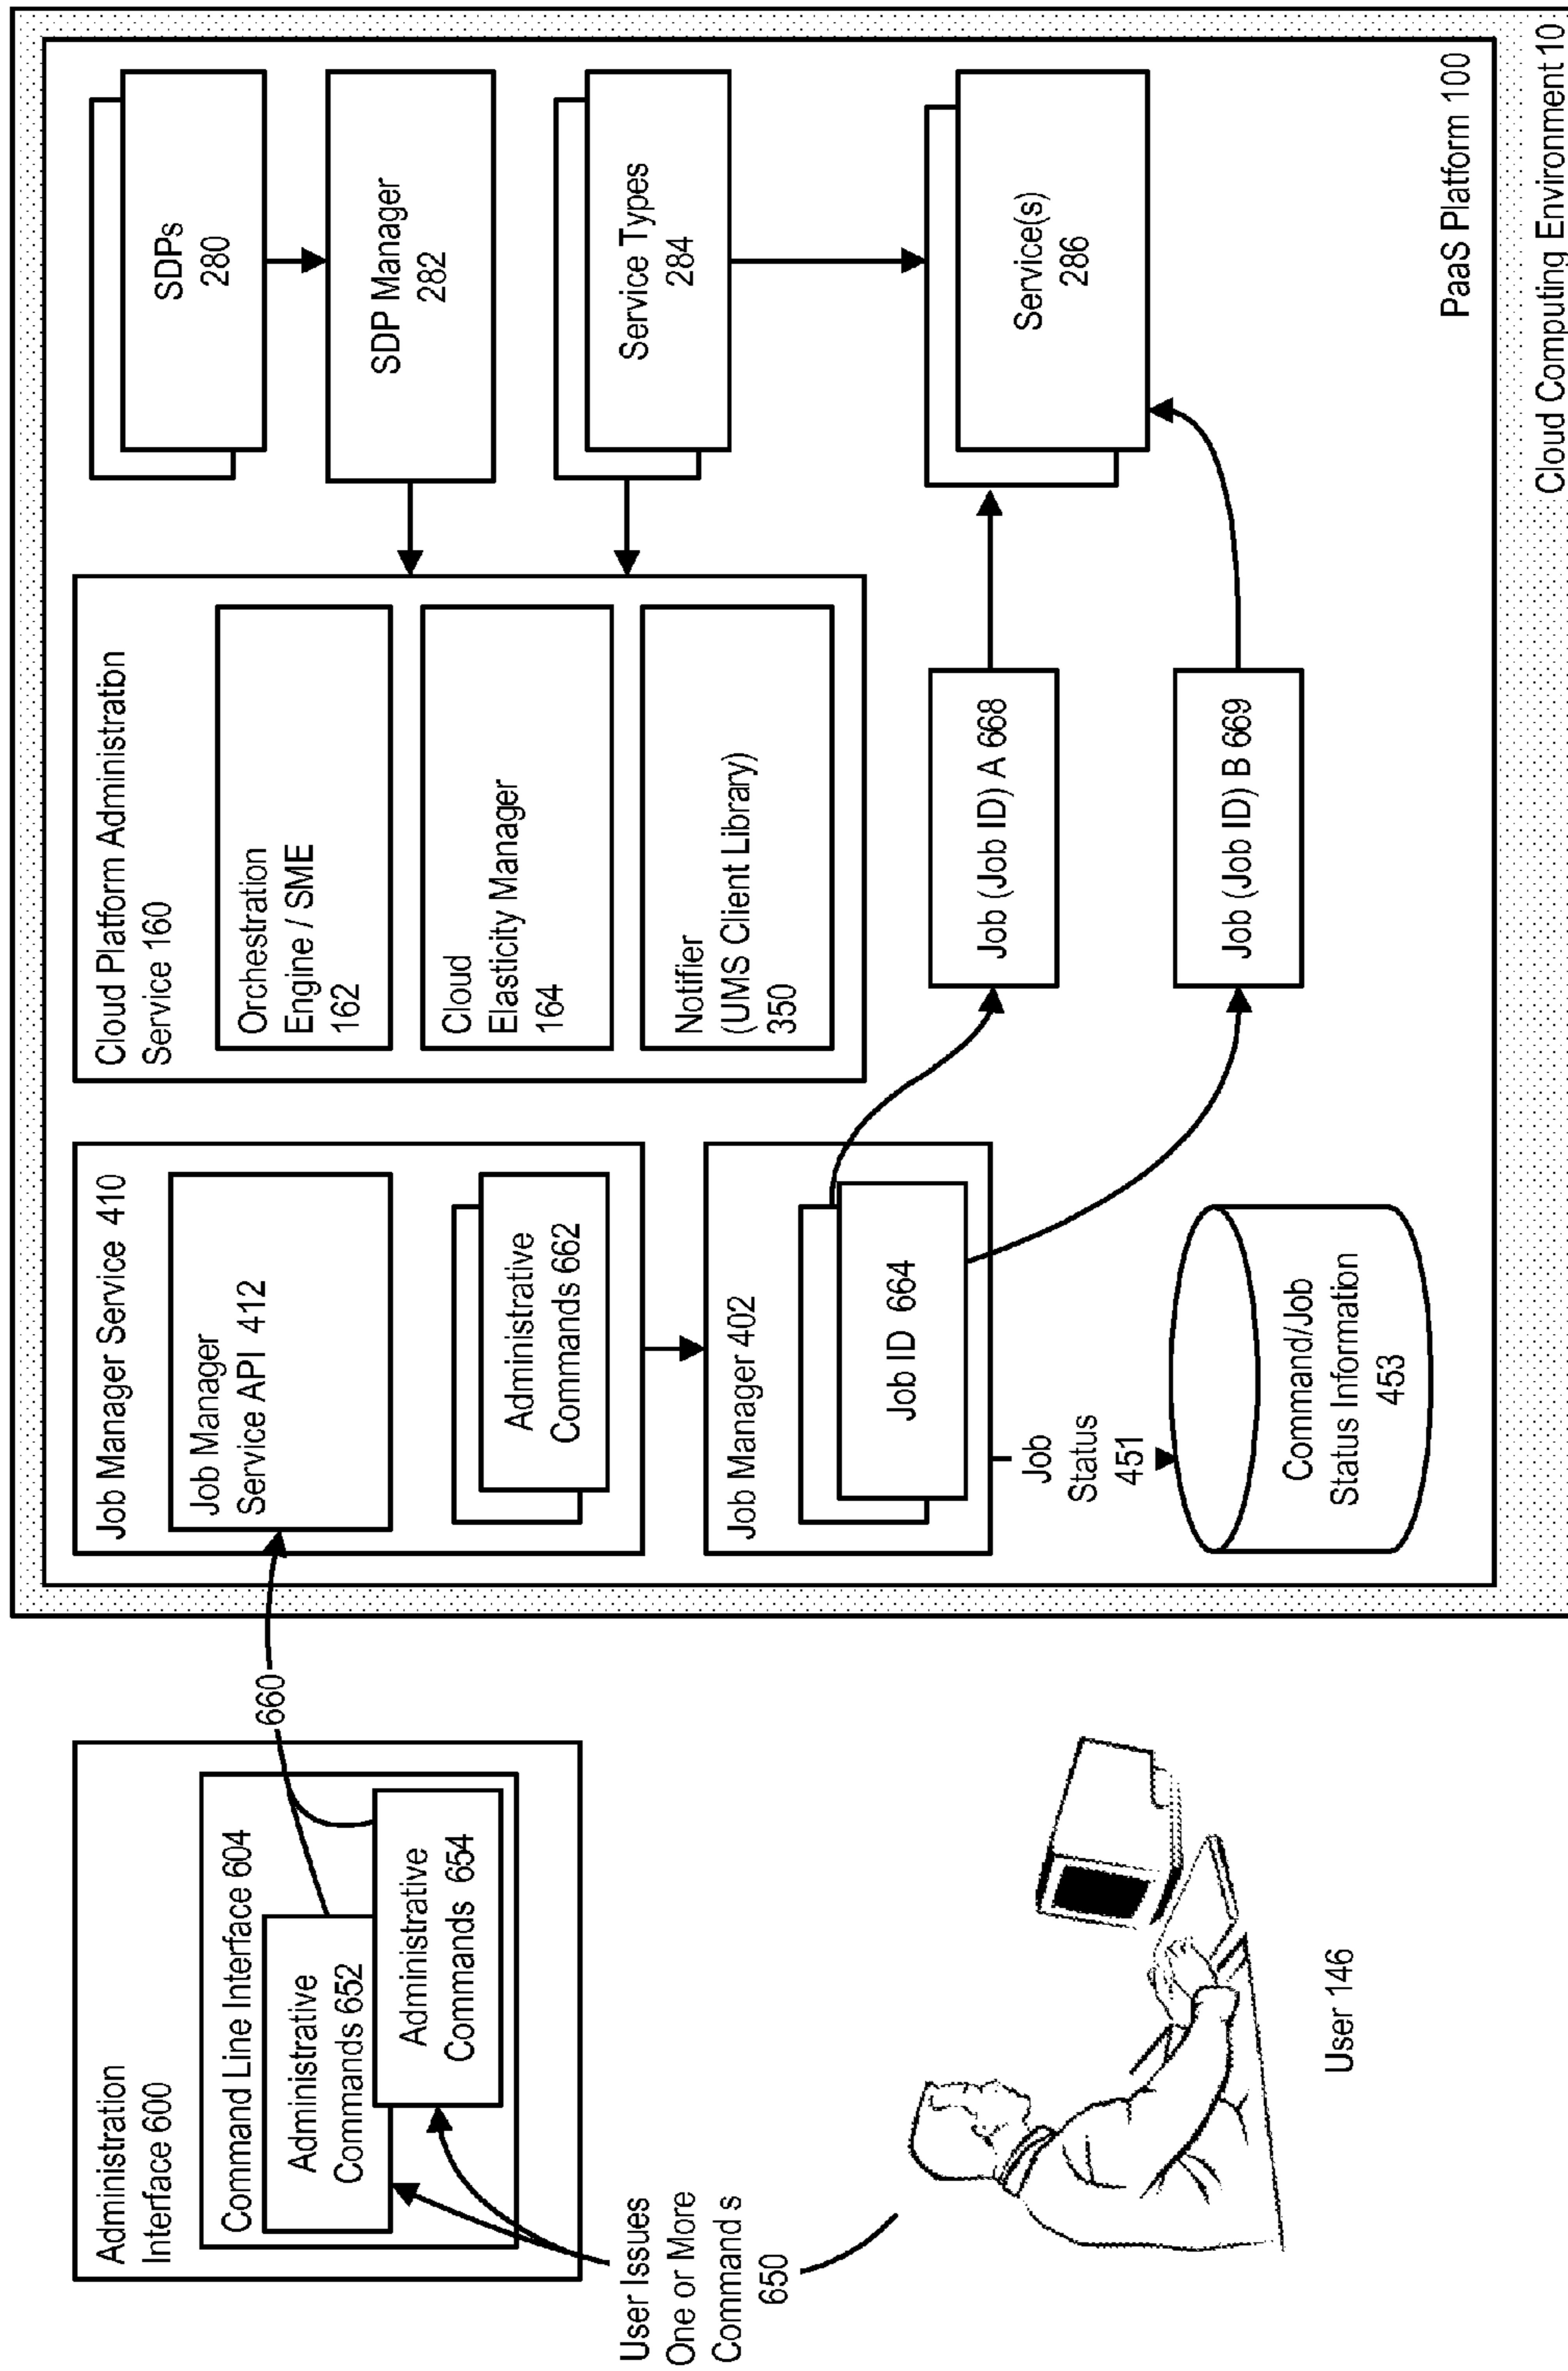 Administration
Interface 600
Command Line Interface 604
Administrative
Commands 652
Administrative
Commands 654
User Issues
One or More
Commands
650
User 146
660
Job Manager Service 410
Job Manager
Service API 412
Administrative
Commands 662
Job Manager 402
Job ID 664
Job
Status
451
Command/Job
Status Information
453
Cloud Platform Administration
Service 160
Orchestration
Engine / SME
162
Cloud
Elasticity Manager
164
Notifier
(UMS Client Library)
350
Job (Job ID) A 668
Job (Job ID) B 669
SDPs
280
SDP Manager
282
Service Types
284
Service(s)
286
PaaS Platform 100
Cloud Computing Environment 10